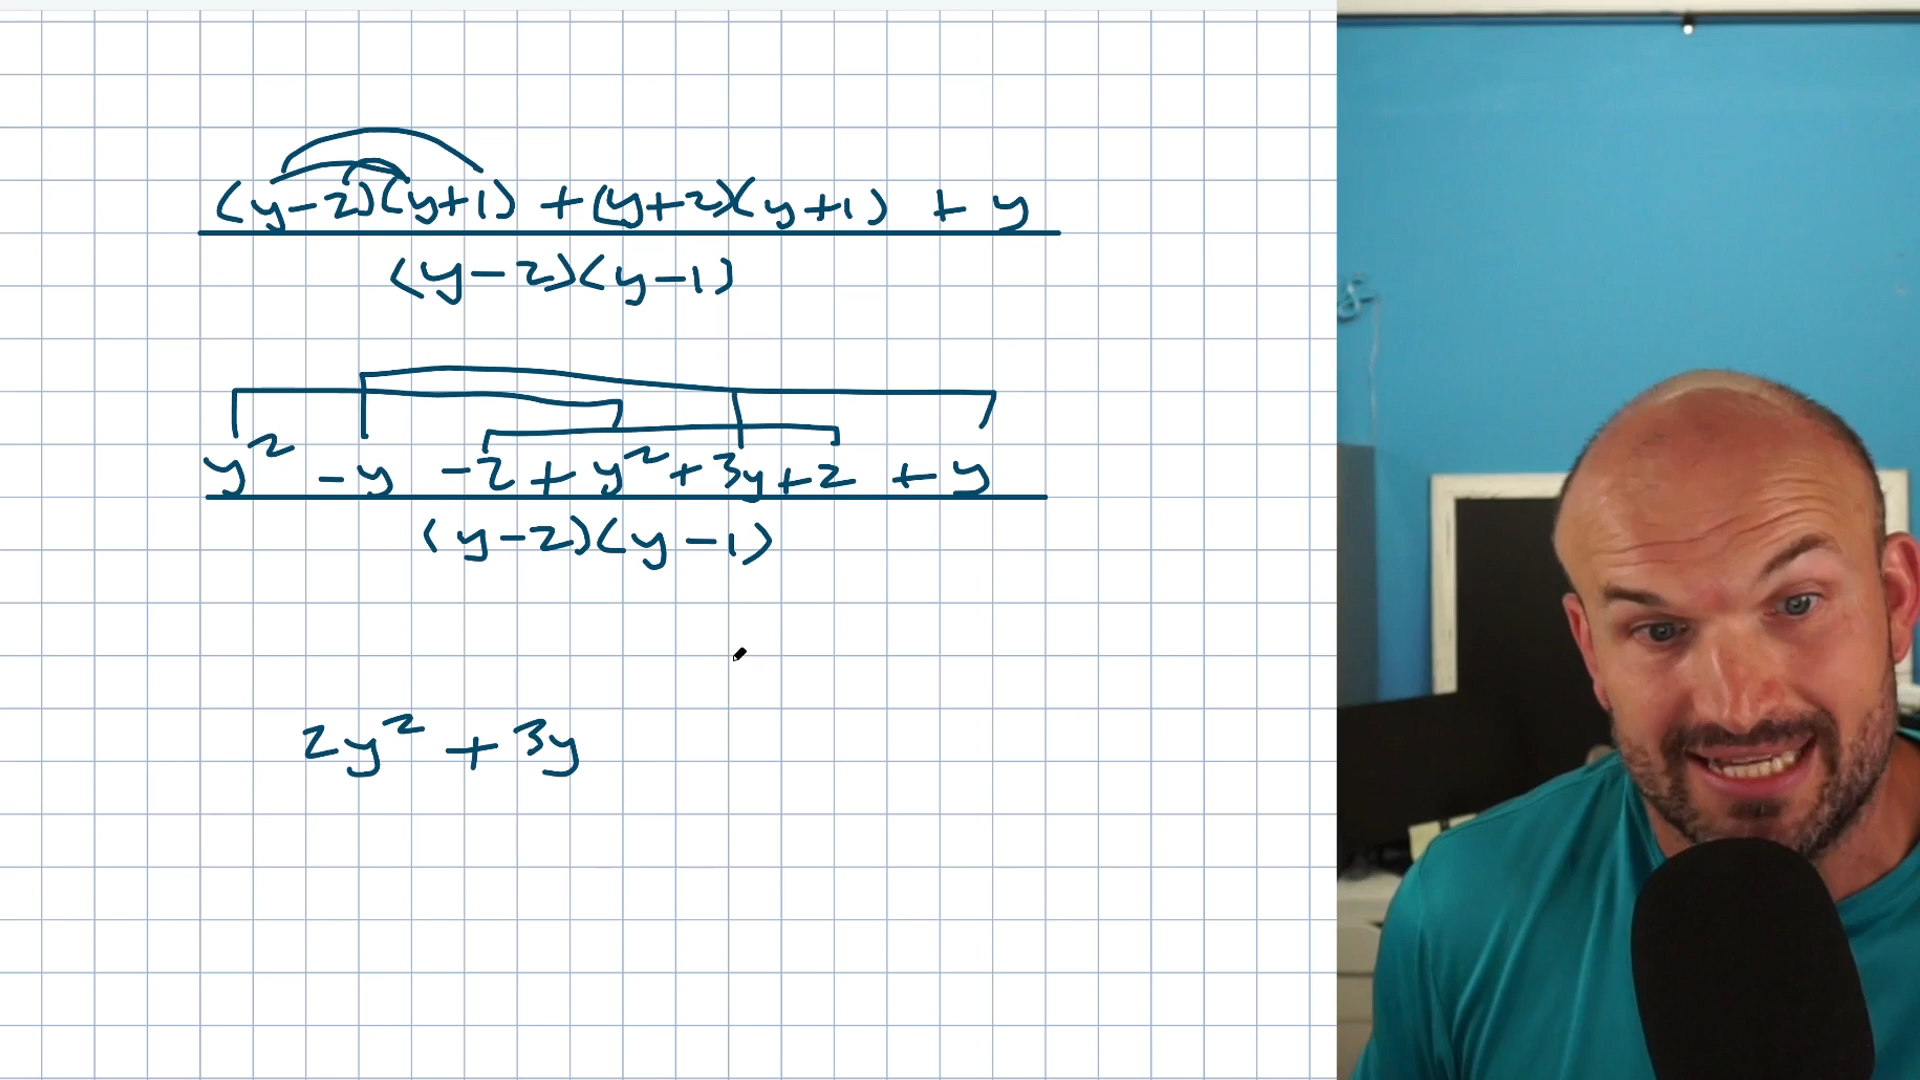 (y-2)(y+1) + (y+2)(y+1) + y
(y-2)(y-1)
y² - y - 2 + y² + 3y + 2 + y
(y-2)(y-1)
2y² + 3y